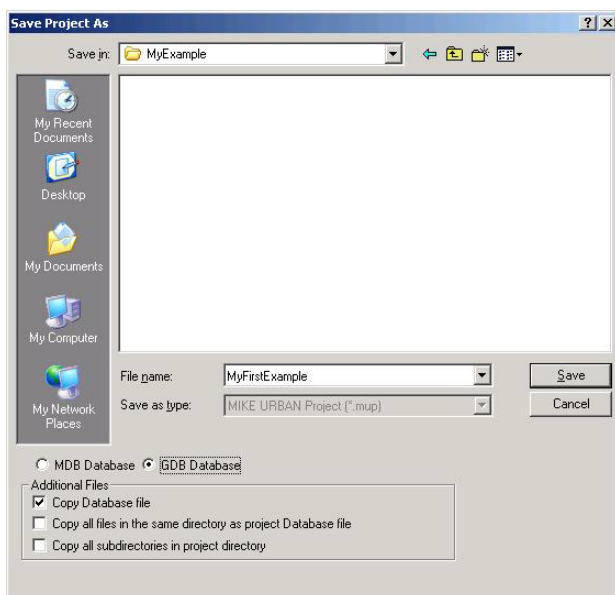 Save Project As
Save in: MyExample
My Recent
Documents
Desktop
My Documents
My Computer
My Network
Places
File name: MyFirstExample Save
Save as type: MIKE URBAN Project (*.mup) Cancel
MDB Database GDB Database
Additional Files
Copy Database file
Copy all files in the same directory as project Database file
Copy all subdirectories in project directory